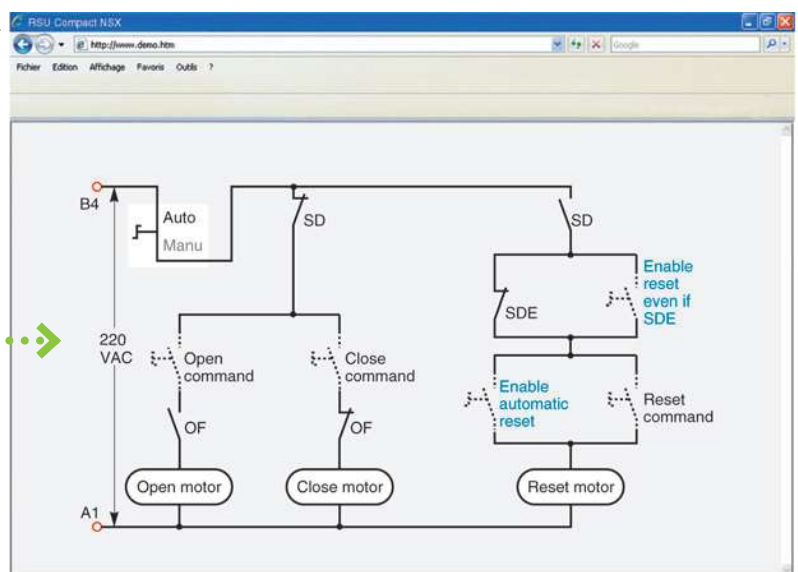 RSU Compact NSX
http://www.demo.htm
Google
Fichier Edition Affichage Favoris Outils ?
B4
Auto
Manu
SD
SD
Enable
reset
even if
SDE
SDE
220
VAC
Open
command
Close
command
Enable
automatic
reset
Reset
command
OF
OF
Open motor
Close motor
Reset motor
A1